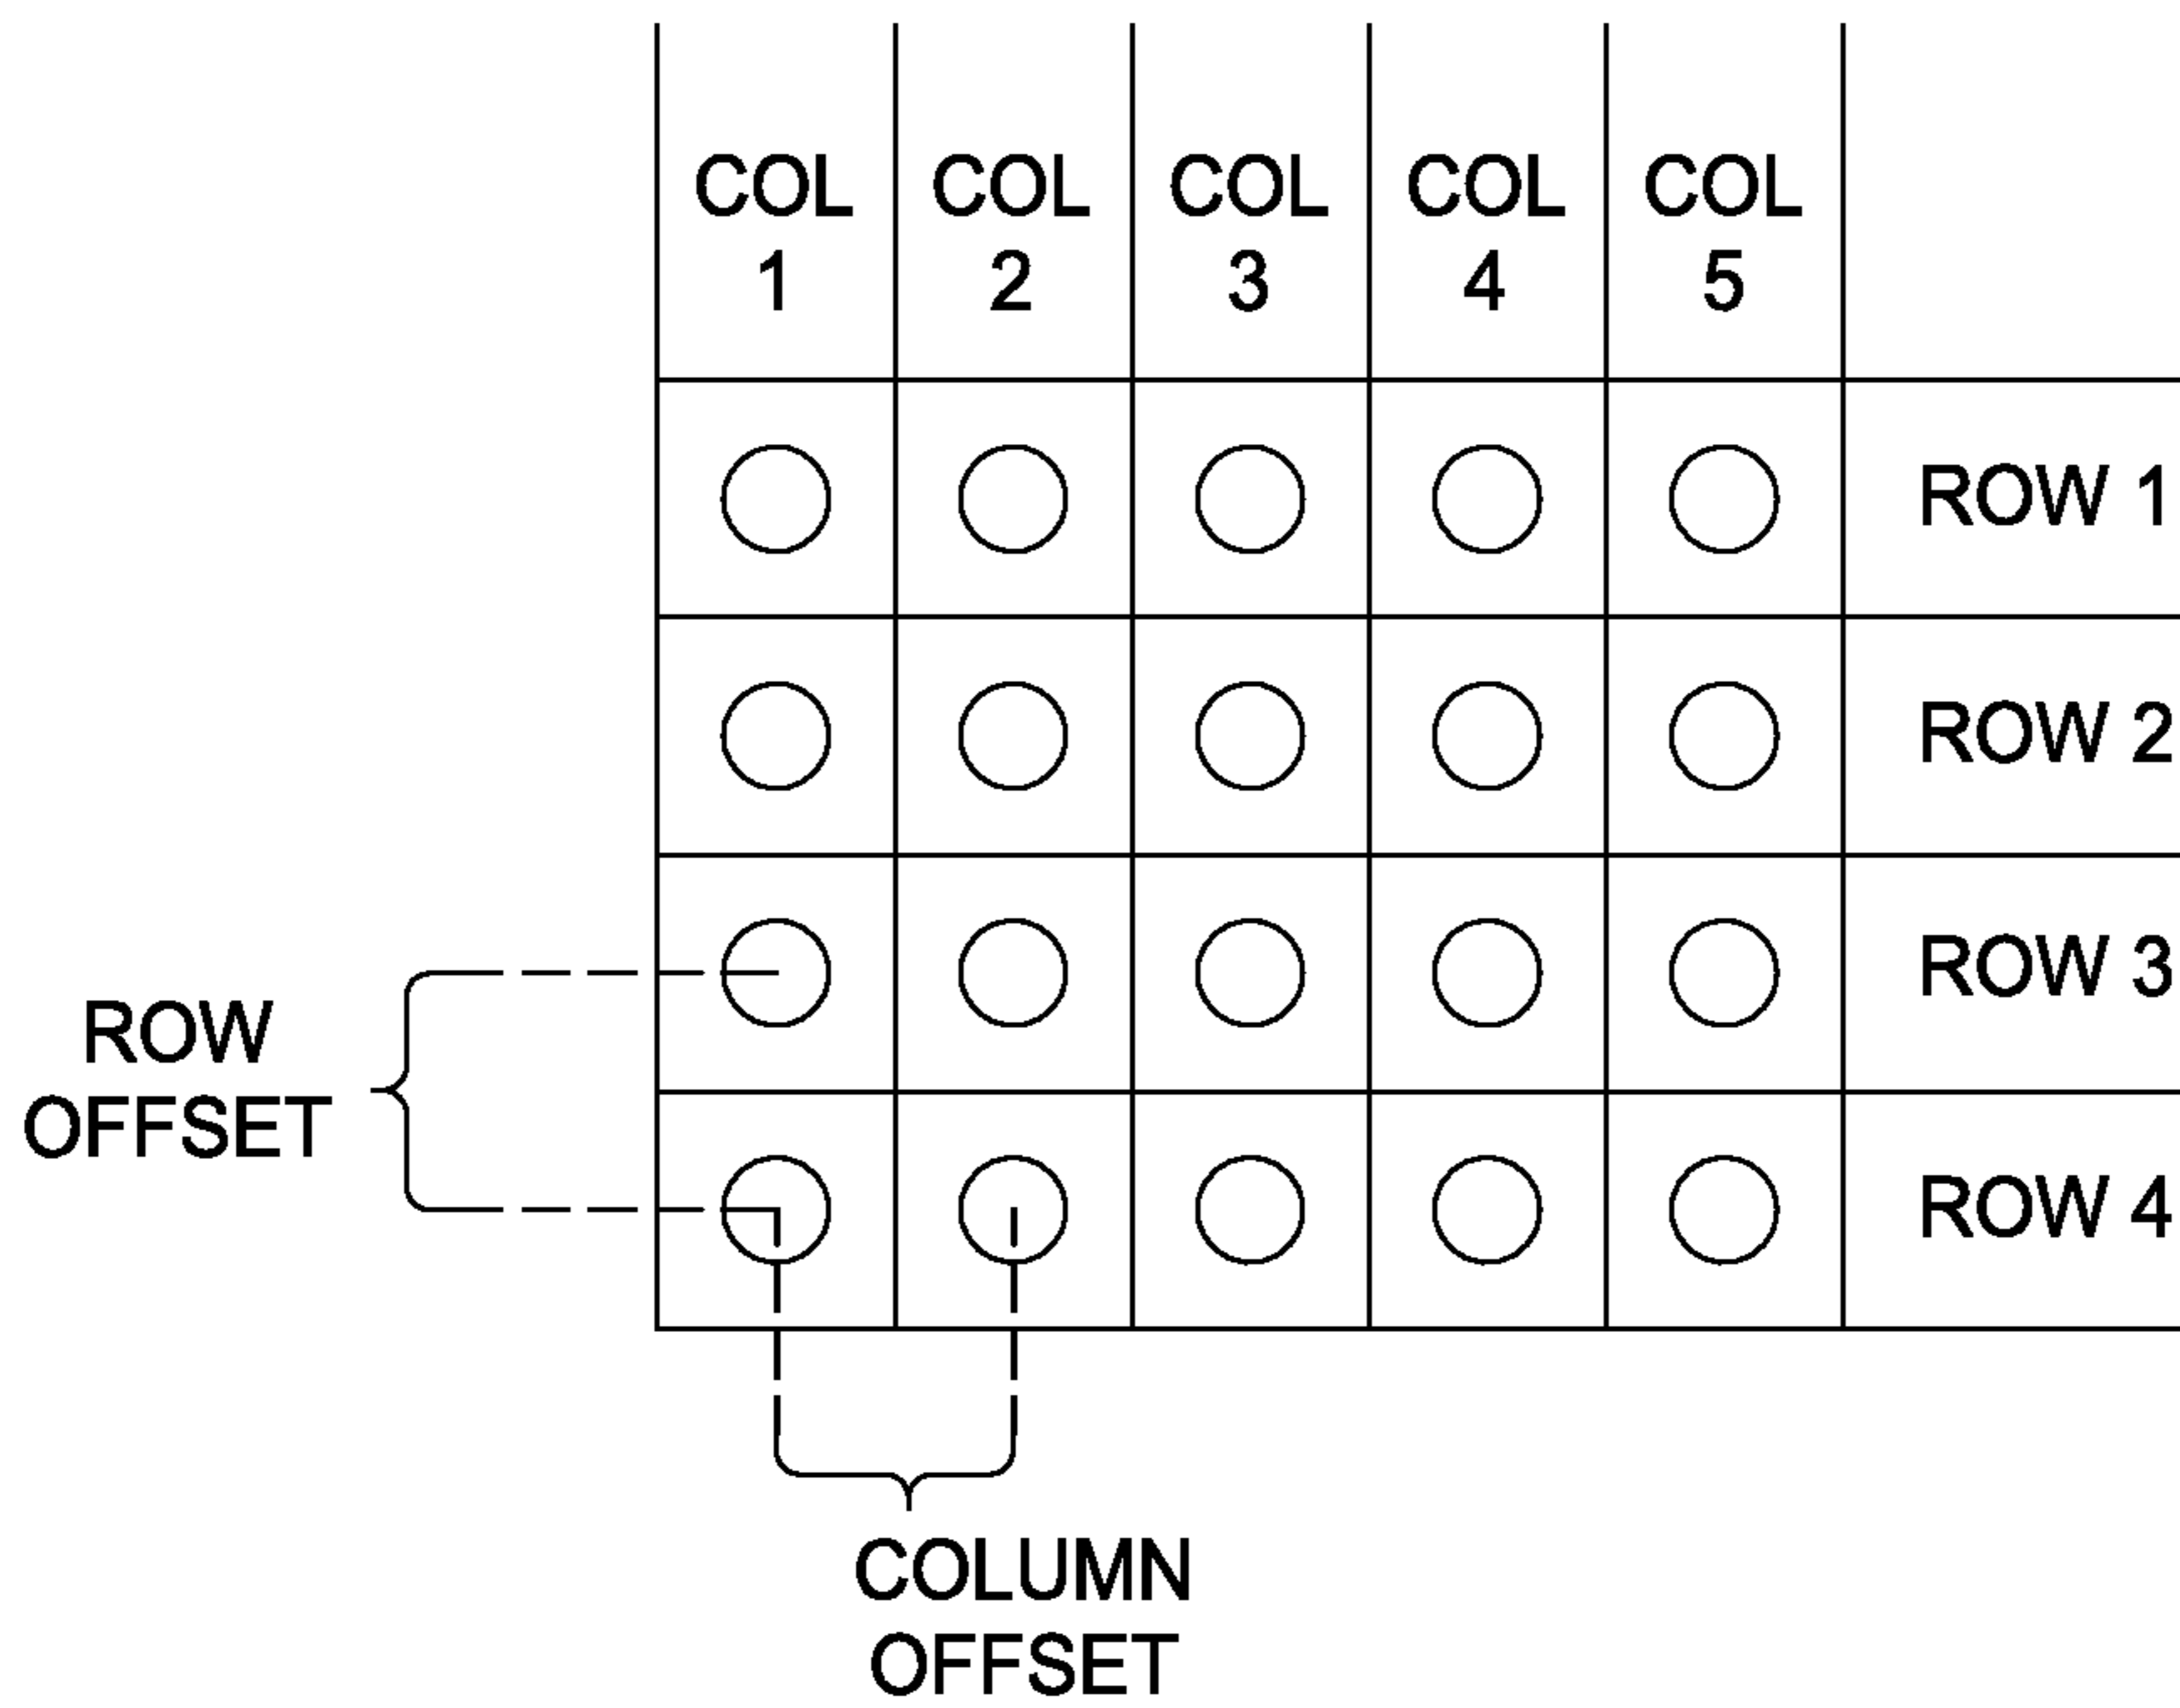 COL COL COL COL COL
1 2 3 4 5
ROW 1
ROW 2
ROW 3
ROW
OFFSET
ROW 4
COLUMN
OFFSET